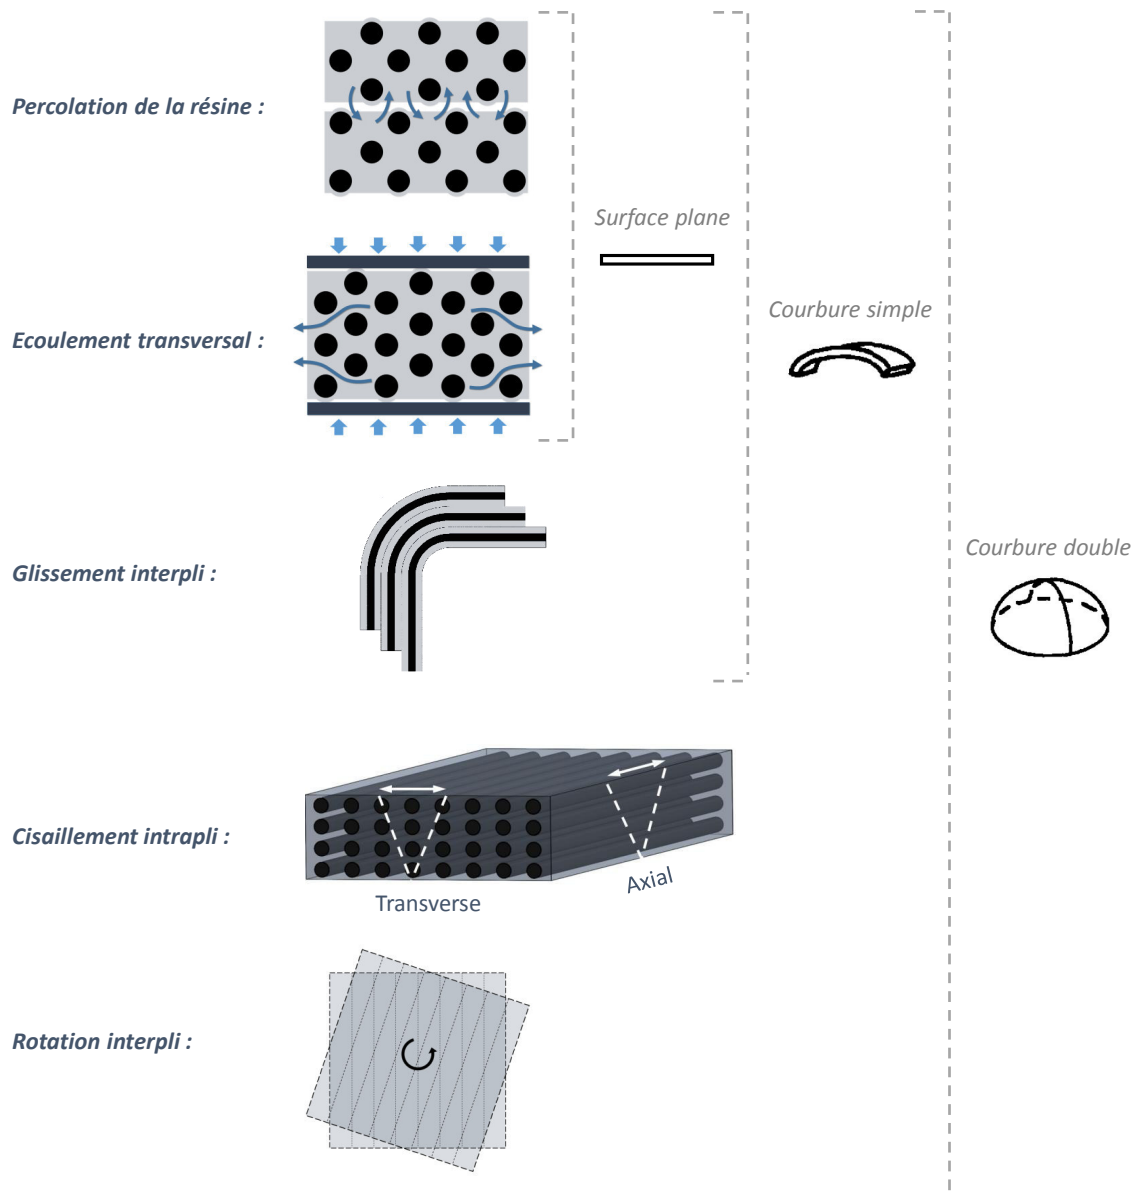 Percolation de la résine :
Surface plane
Courbure simple
Ecoulement transversal :
Courbure double
Glissement interpli :
Cisaillement intrapli :
Transverse
Axial
Rotation interpli :